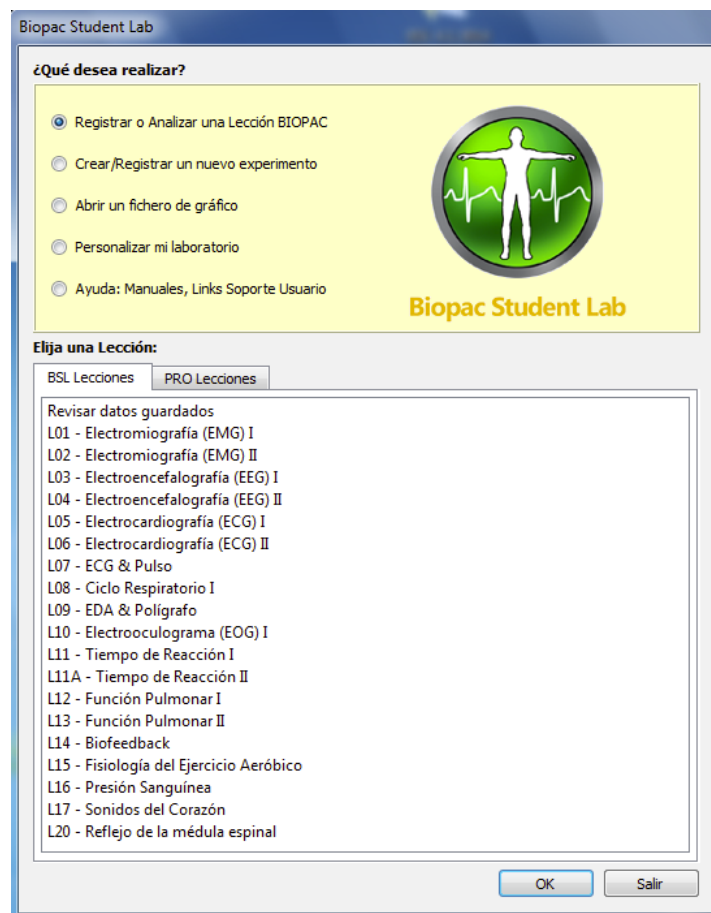 Biopac Student Lab
¿Qué desea realizar?
Registrar o Analizar una Lección BIOPAC
Crear/Registrar un nuevo experimento
Abrir un fichero de gráfico
Personalizar mi laboratorio
Ayuda: Manuales, Links Soporte Usuario
Biopac Student Lab
Elija una Lección:
BSL Lecciones PRO Lecciones
Revisar datos guardados
L01 - Electromiografía (EMG) I
L02 - Electromiografía (EMG) II
L03 - Electroencefalografía (EEG) I
L04 - Electroencefalografía (EEG) II
L05 - Electrocardiografía (ECG) I
L06 - Electrocardiografía (ECG) II
L07 - ECG & Pulso
L08 - Ciclo Respiratorio I
L09 - EDA & Polígrafo
L10 - Electrooculograma (EOG) I
L11 - Tiempo de Reacción I
L11A - Tiempo de Reacción II
L12 - Función Pulmonar I
L13 - Función Pulmonar II
L14 - Biofeedback
L15 - Fisiología del Ejercicio Aeróbico
L16 - Presión Sanguínea
L17 - Sonidos del Corazón
L20 - Reflejo de la médula espinal
OK Salir